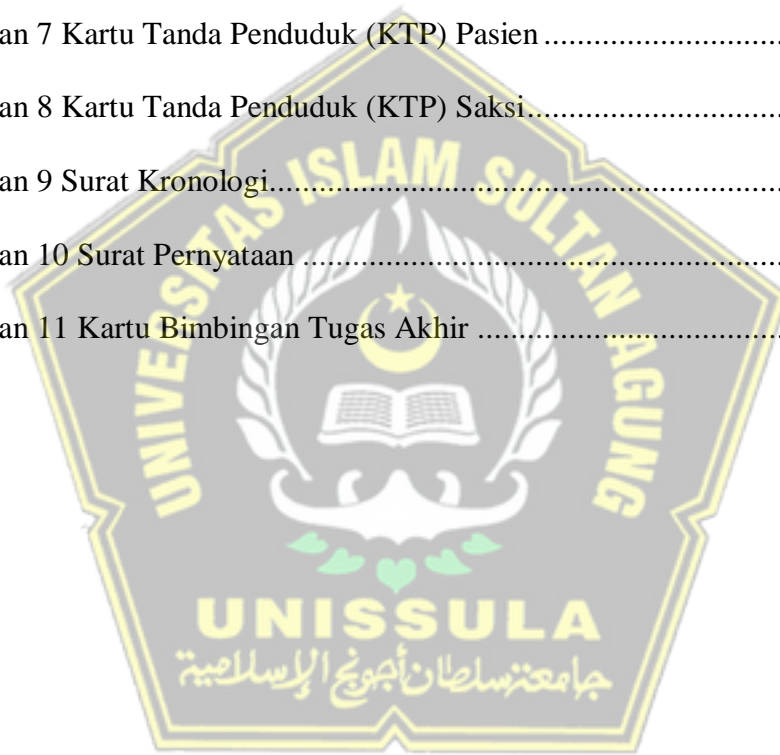 an 7 Kartu Tanda Penduduk (KTP) Pasien ..............................
an 8 Kartu Tanda Penduduk (KTP) Saksi................................
an 9 Surat Kronologi.................................................................
an 10 Surat Pernyataan .............................................................
an 11 Kartu Bimbingan Tugas Akhir .......................................
UNIVERSITAS ISLAM SULTAN AGUNG
UNISSULA
جامعة سلطان أجونج الإسلامية